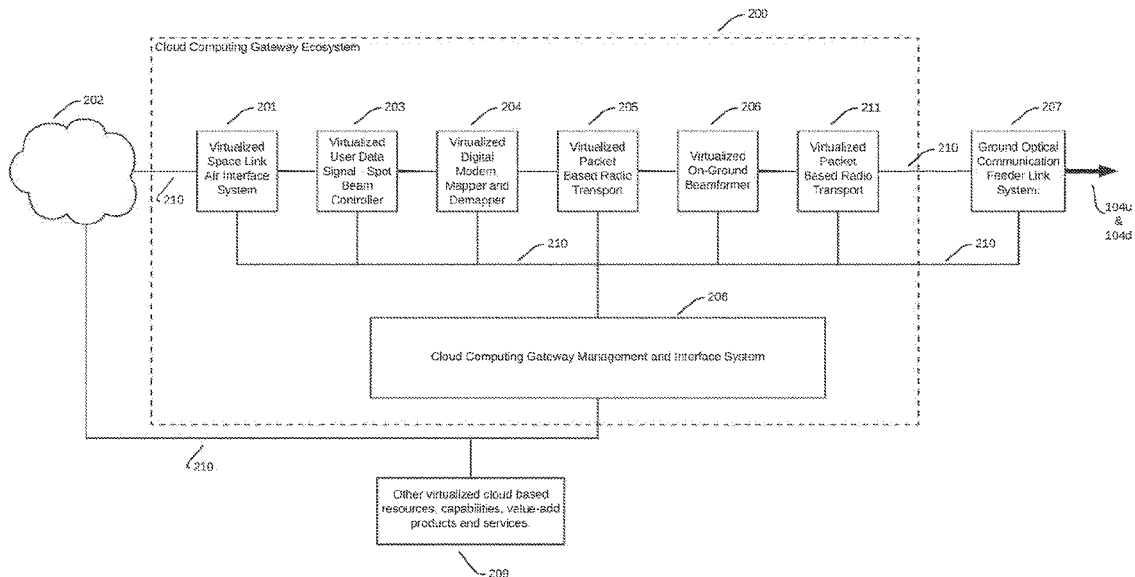 200
Cloud Computing Gateway Ecosystem
202
201
203
204
205
206
211
207
Virtualized
Space Link
Air Interface
System
Virtualized
User Data
Signal - Spot
Beam
Controller
Virtualized
Digital
Modem,
Mapper and
Demapper
Virtualized
Packet
Based Radio
Transport
Virtualized
On-Ground
Beamformer
Virtualized
Packet
Based Radio
Transport
210
Ground Optical
Communication
Feeder Link
System.
210
104u
&
104d
210
210
208
Cloud Computing Gateway Management and Interface System
210
Other virtualized cloud based
resources, capabilities, value-add
products and services.
209